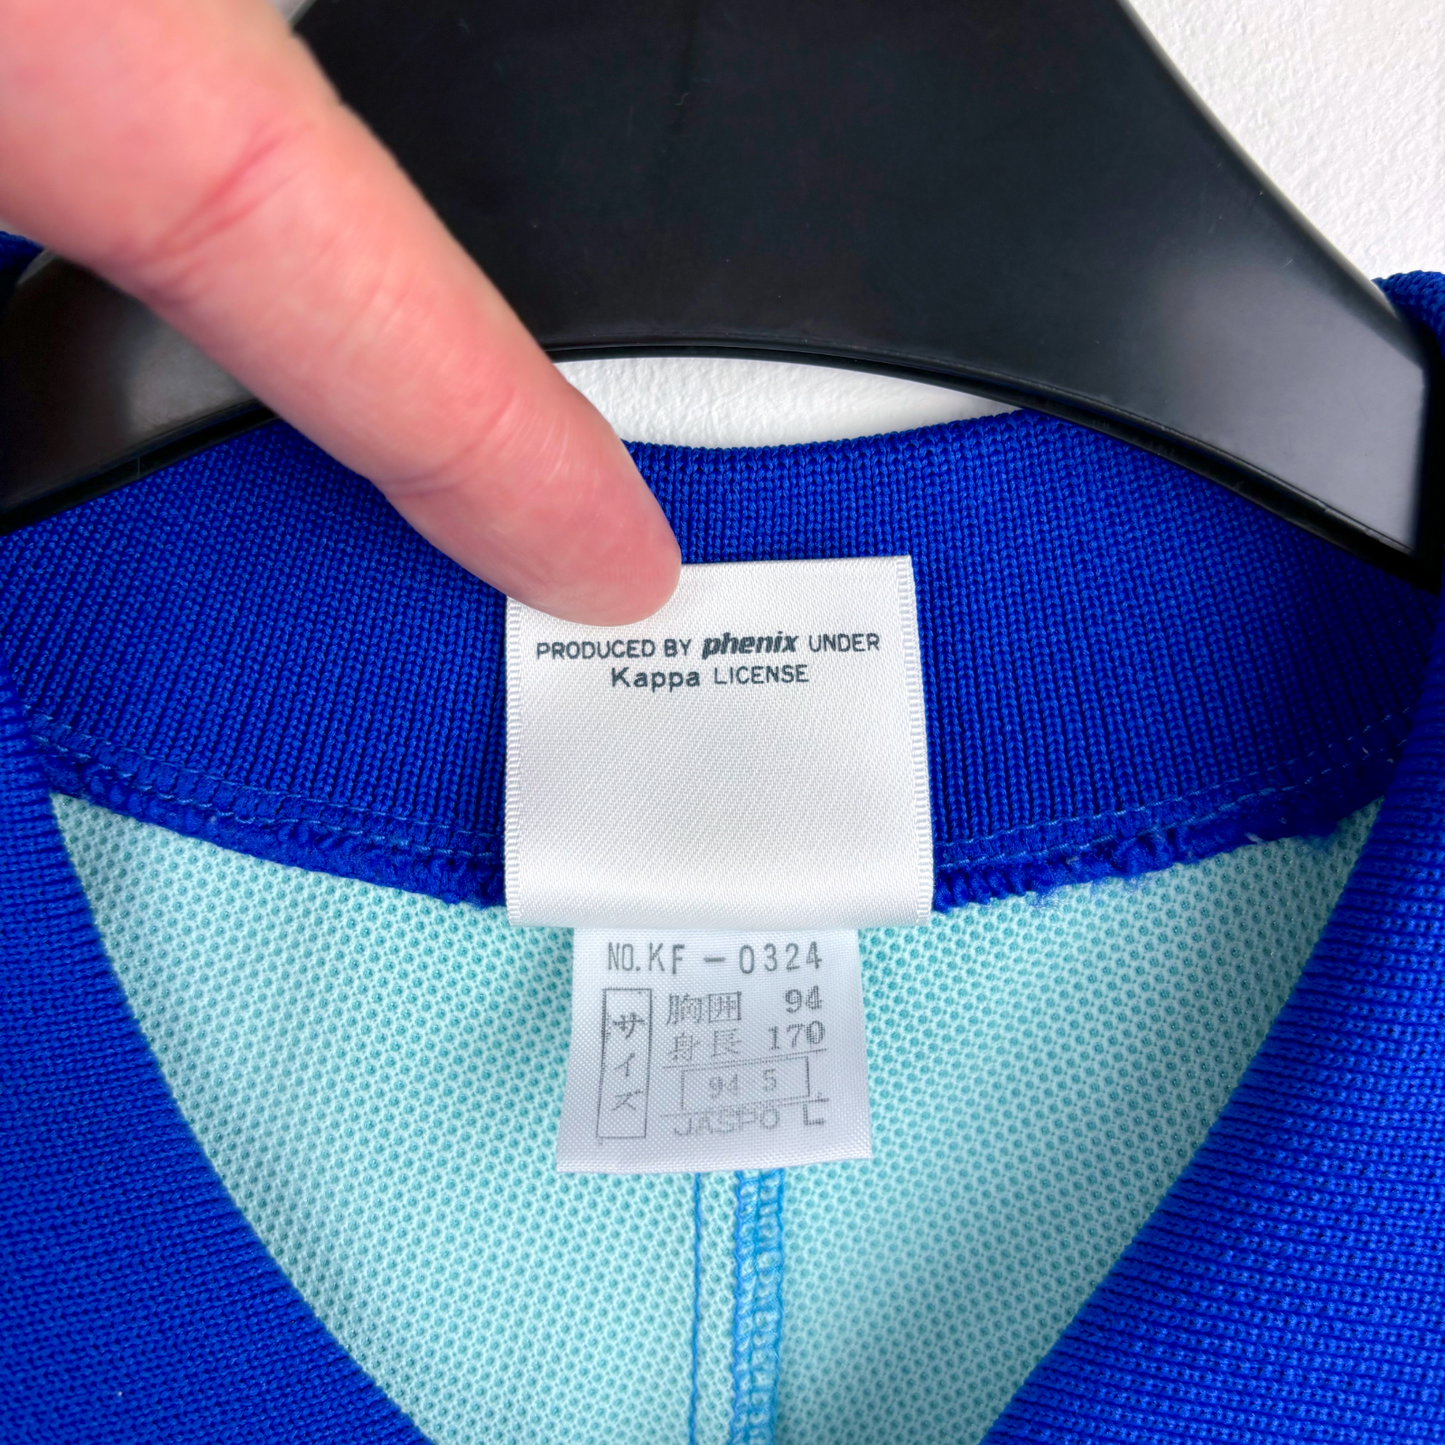 PRODUCED BY phenix UNDER
Kappa LICENSE
NO.KF-0324
サイズ
胸囲 94
身長 170
94 5
JASPO L